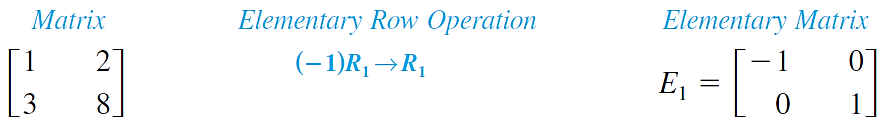 Matrix Elementary Row Operation Elementary Matrix
[1 2] (−1)R₁→R₁ E₁ = [−1 0]
[3 8] [0 1]